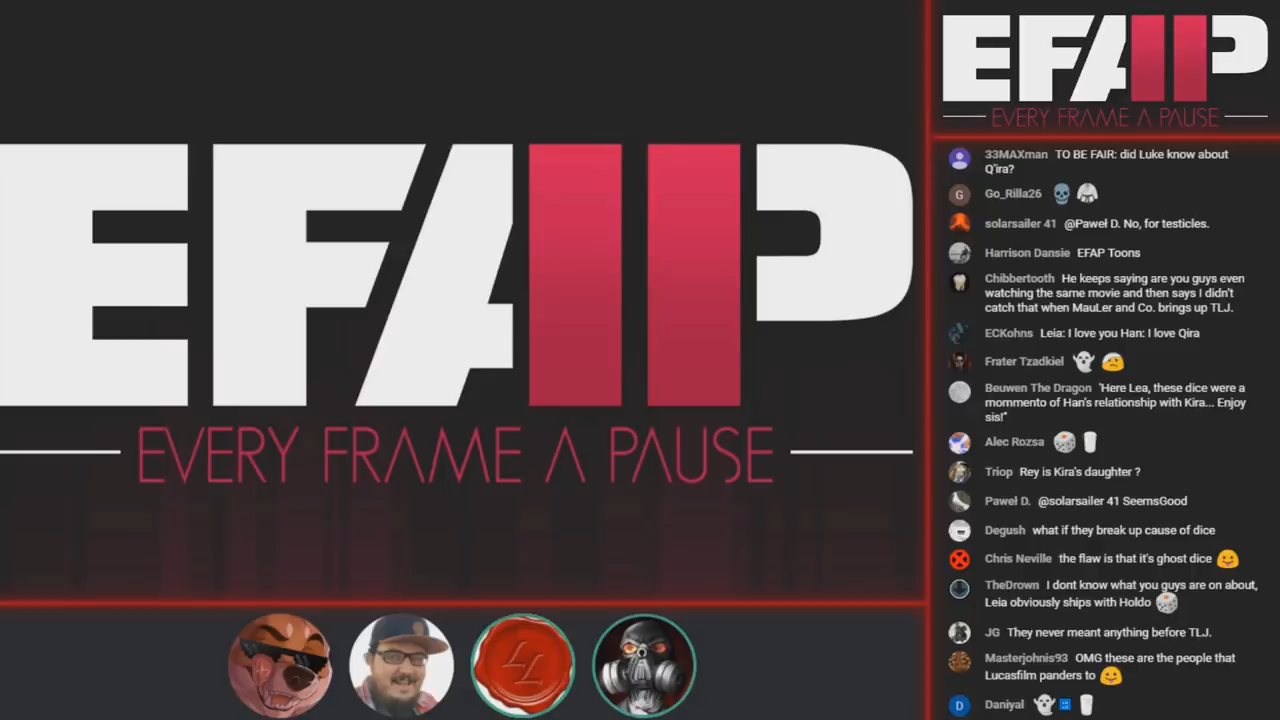 EFAP
EVERY FRAME A PAUSE
EFAP
EVERY FRAME A PAUSE
33MAXman TO BE FAIR: did Luke know about
Q'ira?
G Go_Rilla26
solarsailer 41 @Paweł D. No, for testicles.
Harrison Dansie EFAP Toons
Chibbertooth He keeps saying are you guys even
watching the same movie and then says I didn't
catch that when MauLer and Co. brings up TLJ.
ECKohns Leia: I love you Han: I love Qira
Frater Tzadkiel
Beuwen The Dragon "Here Lea, these dice were a
mommento of Han's relationship with Kira... Enjoy
sis!"
Alec Rozsa
Triop Rey is Kira's daughter ?
Paweł D. @solarsailer 41 SeemsGood
Degush what if they break up cause of dice
Chris Neville the flaw is that it's ghost dice
TheDrown I dont know what you guys are on about,
Leia obviously ships with Holdo
JG They never meant anything before TLJ.
Masterjohnis93 OMG these are the people that
Lucasfilm panders to
D Daniyal
LL